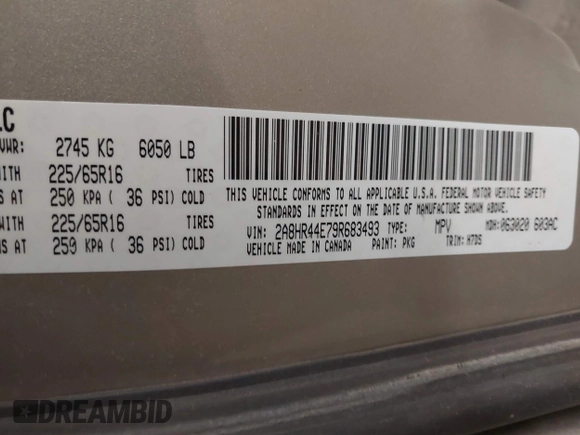 LC
VWR: 2745 KG 6050 LB
WITH 225/65R16 TIRES
S AT 250 KPA ( 36 PSI) COLD
WITH 225/65R16 TIRES
S AT 250 KPA ( 36 PSI) COLD
THIS VEHICLE CONFORMS TO ALL APPLICABLE U.S.A. FEDERAL MOTOR VEHICLE SAFETY
STANDARDS IN EFFECT ON THE DATE OF MANUFACTURE SHOWN ABOVE.
VIN: 2A8HR44E79R683493 TYPE: MPV MDH: 063020 603AC
VEHICLE MADE IN CANADA PAINT: PKG TRIM: H7DS
DREAMBID